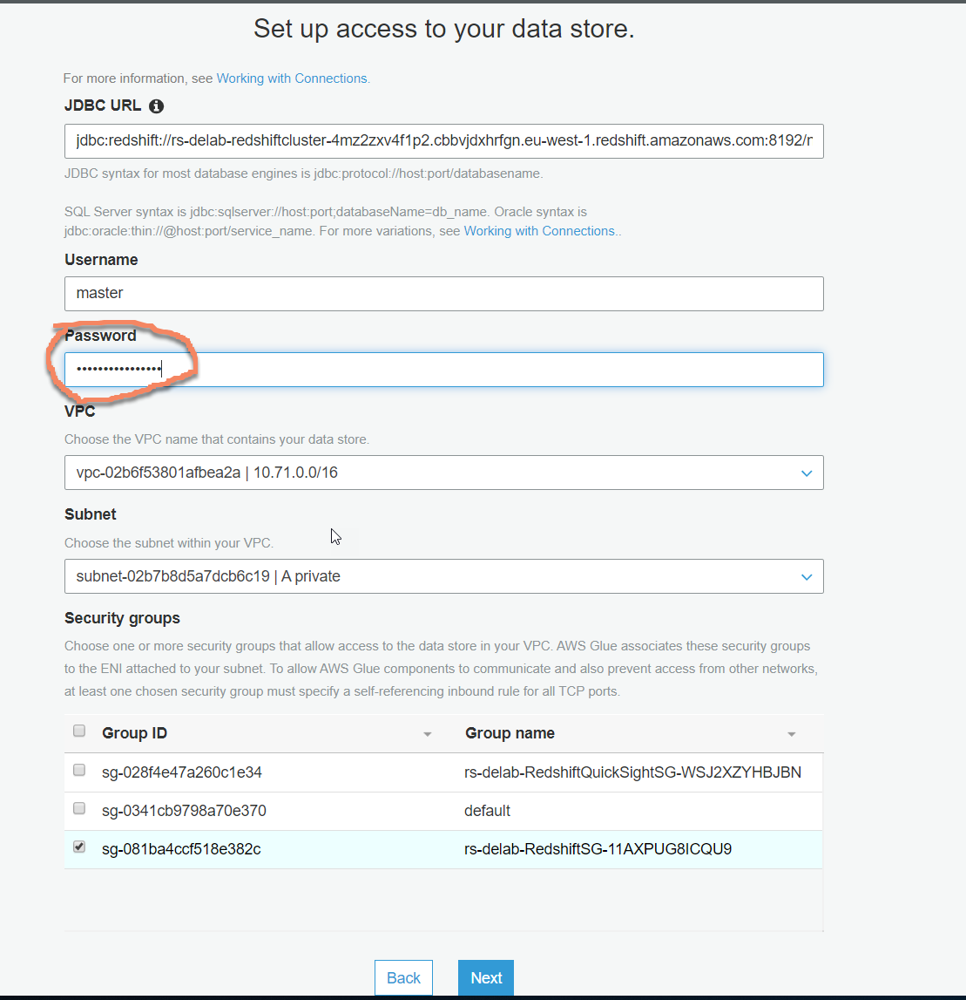 Set up access to your data store.
For more information, see Working with Connections.
JDBC URL
jdbc:redshift://rs-delab-redshiftcluster-4mz2zxv4f1p2.cbbvjdxhrfgn.eu-west-1.redshift.amazonaws.com:8192/r
JDBC syntax for most database engines is jdbc:protocol://host:port/databasename.
SQL Server syntax is jdbc:sqlserver://host:port;databaseName=db_name. Oracle syntax is
jdbc:oracle:thin://@host:port/service_name. For more variations, see Working with Connections..
Username
master
Password
••••••••••••••••
VPC
Choose the VPC name that contains your data store.
vpc-02b6f53801afbea2a | 10.71.0.0/16
Subnet
Choose the subnet within your VPC.
subnet-02b7b8d5a7dcb6c19 | A private
Security groups
Choose one or more security groups that allow access to the data store in your VPC. AWS Glue associates these security groups
to the ENI attached to your subnet. To allow AWS Glue components to communicate and also prevent access from other networks,
at least one chosen security group must specify a self-referencing inbound rule for all TCP ports.
Group ID Group name
sg-028f4e47a260c1e34 rs-delab-RedshiftQuickSightSG-WSJ2XZYHBJBN
sg-0341cb9798a70e370 default
sg-081ba4ccf518e382c rs-delab-RedshiftSG-11AXPUG8ICQU9
Back Next